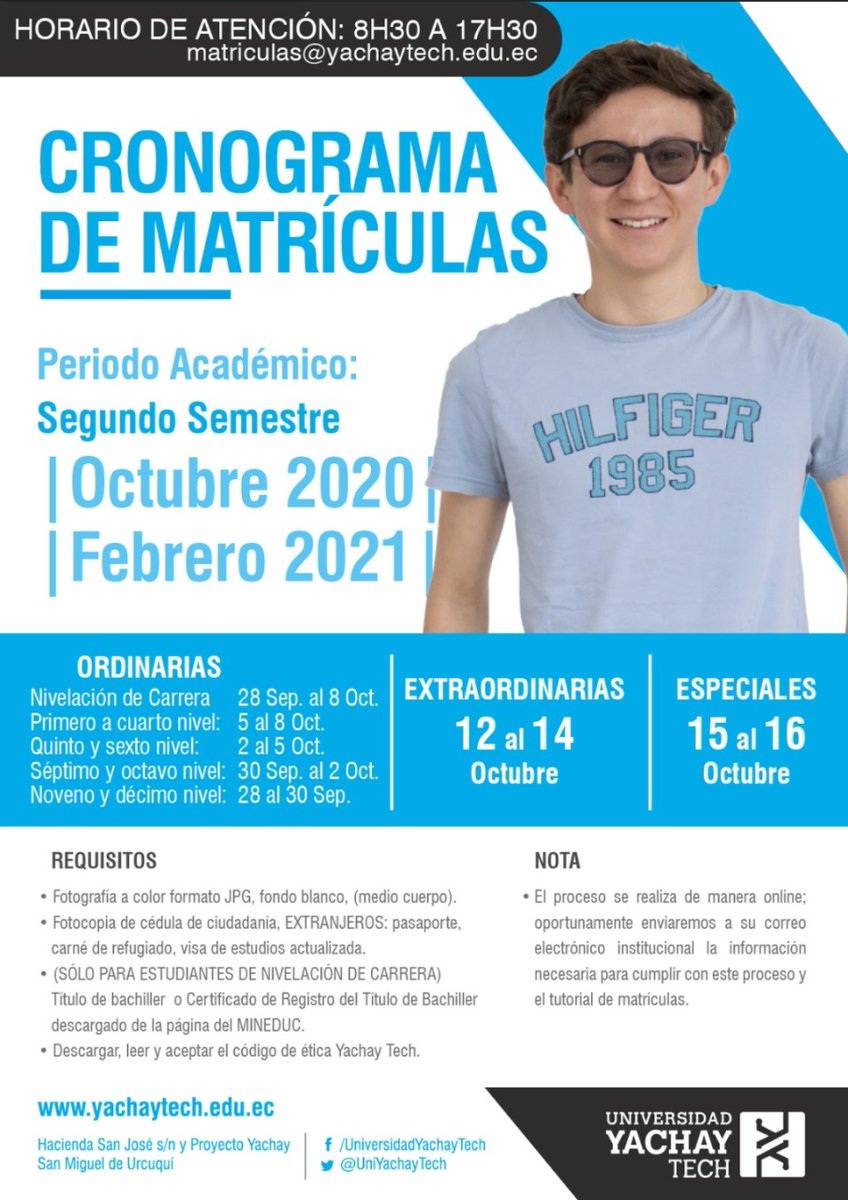 HORARIO DE ATENCIÓN: 8H30 A 17H30
matriculas@yachaytech.edu.ec
CRONOGRAMA
DE MATRÍCULAS
Periodo Académico:
Segundo Semestre
| Octubre 2020 |
| Febrero 2021 |
HILFIGER
1985
ORDINARIAS
Nivelación de Carrera 28 Sep. al 8 Oct.
Primero a cuarto nivel: 5 al 8 Oct.
Quinto y sexto nivel: 2 al 5 Oct.
Séptimo y octavo nivel: 30 Sep. al 2 Oct.
Noveno y décimo nivel: 28 al 30 Sep.
EXTRAORDINARIAS
12 al 14
Octubre
ESPECIALES
15 al 16
Octubre
REQUISITOS
• Fotografía a color formato JPG, fondo blanco, (medio cuerpo).
• Fotocopia de cédula de ciudadania, EXTRANJEROS: pasaporte,
carné de refugiado, visa de estudios actualizada.
• (SÓLO PARA ESTUDIANTES DE NIVELACIÓN DE CARRERA)
Título de bachiller o Certificado de Registro del Título de Bachiller
descargado de la página del MINEDUC.
• Descargar, leer y aceptar el código de ética Yachay Tech.
NOTA
• El proceso se realiza de manera online;
oportunamente enviaremos a su correo
electrónico institucional la información
necesaria para cumplir con este proceso y
el tutorial de matrículas.
www.yachaytech.edu.ec
Hacienda San José s/n y Proyecto Yachay
San Miguel de Urcuquí
/UniversidadYachayTech
@UniYachayTech
UNIVERSIDAD
YACHAY
TECH